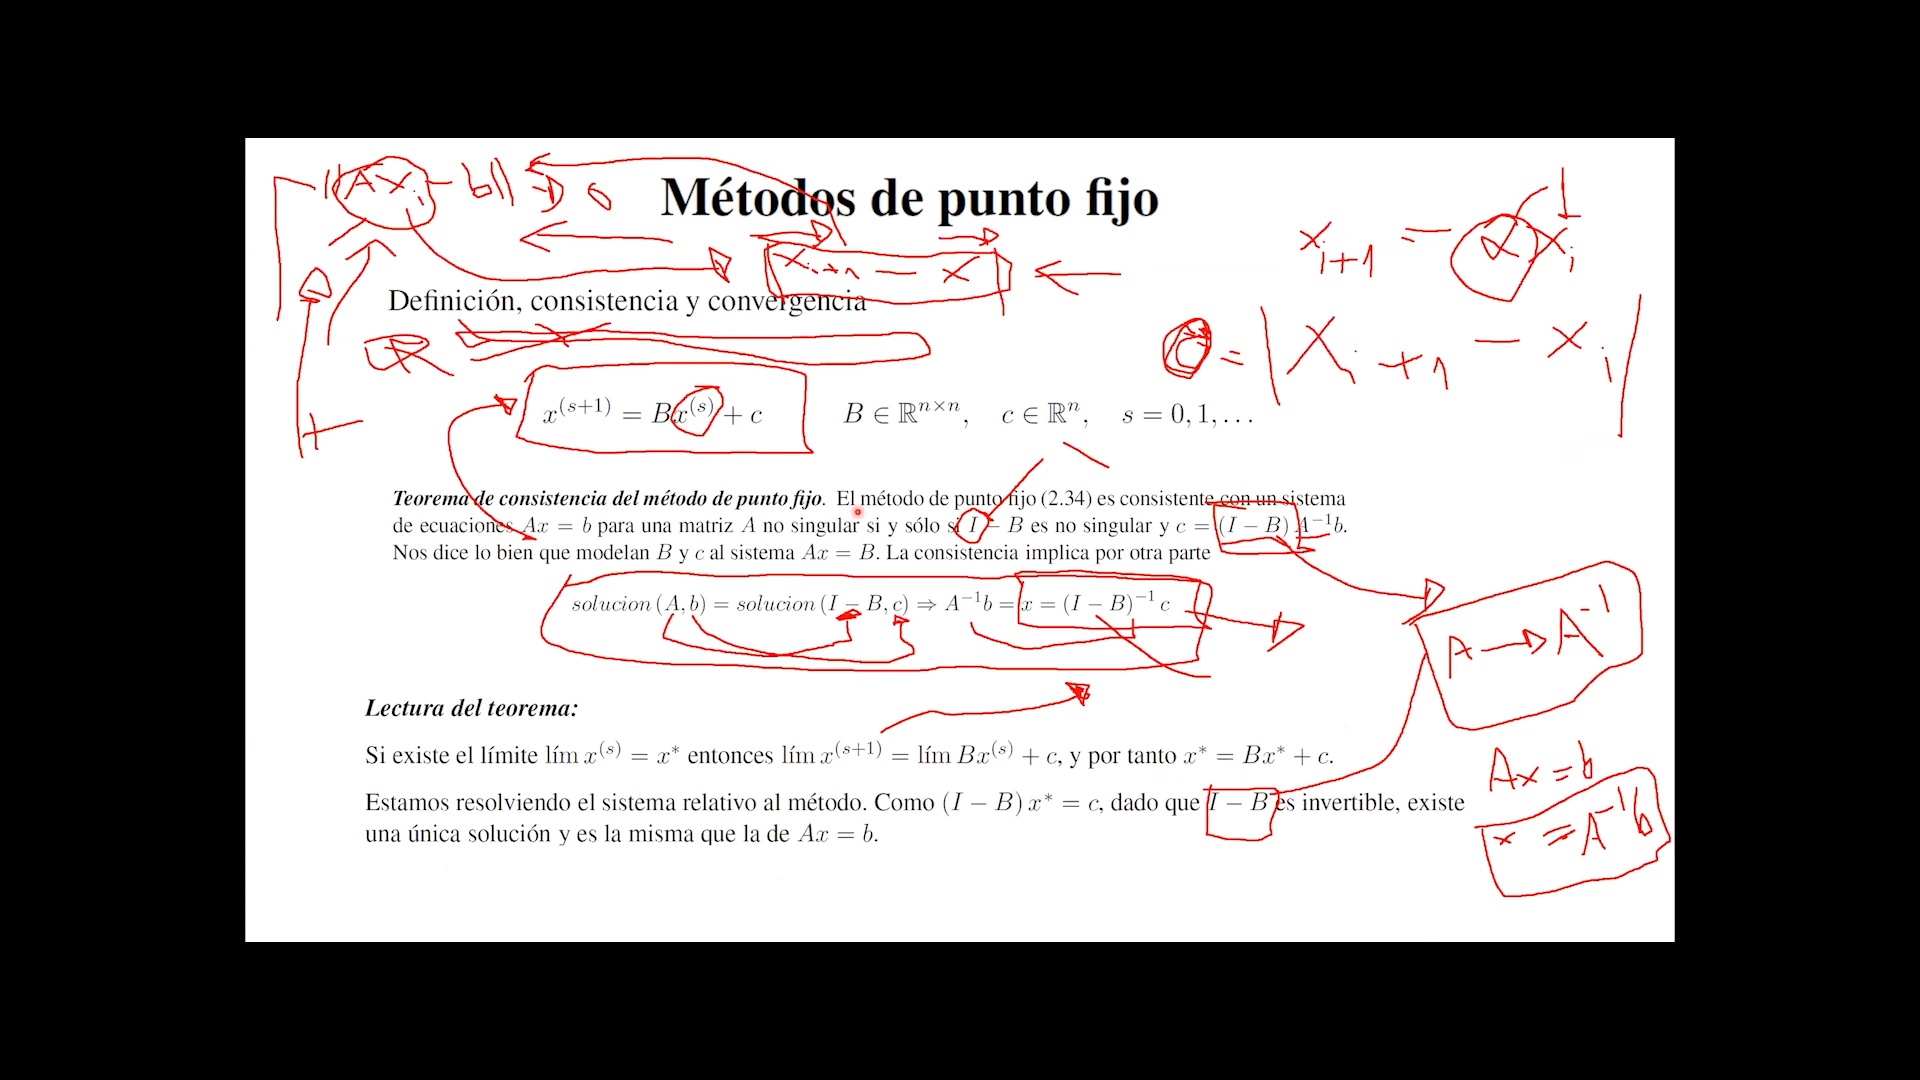 ||AX_i - b|| → 0
Métodos de punto fijo
x_{i+1} = α x_i
1
x_{i+1} - x
Definición, consistencia y convergencia
= |x_{i+1} - x_i|
x^{(s+1)} = Bx^{(s)} + c    B ∈ ℝ^{n×n},    c ∈ ℝ^n,    s = 0, 1, . . .
Teorema de consistencia del método de punto fijo. El método de punto fijo (2.34) es consistente con un sistema
de ecuaciones Ax = b para una matriz A no singular si y sólo si I − B es no singular y c = (I − B) A^{−1}b.
Nos dice lo bien que modelan B y c al sistema Ax = B. La consistencia implica por otra parte
solucion (A, b) = solucion (I − B, c) ⇒ A^{−1}b = x = (I − B)^{−1} c
A → A^{-1}
Lectura del teorema:
Si existe el límite lím x^{(s)} = x^* entonces lím x^{(s+1)} = lím Bx^{(s)} + c, y por tanto x^* = Bx^* + c.
Ax = b
Estamos resolviendo el sistema relativo al método. Como (I − B) x^* = c, dado que I − B es invertible, existe
una única solución y es la misma que la de Ax = b.
x = A^{-1}b